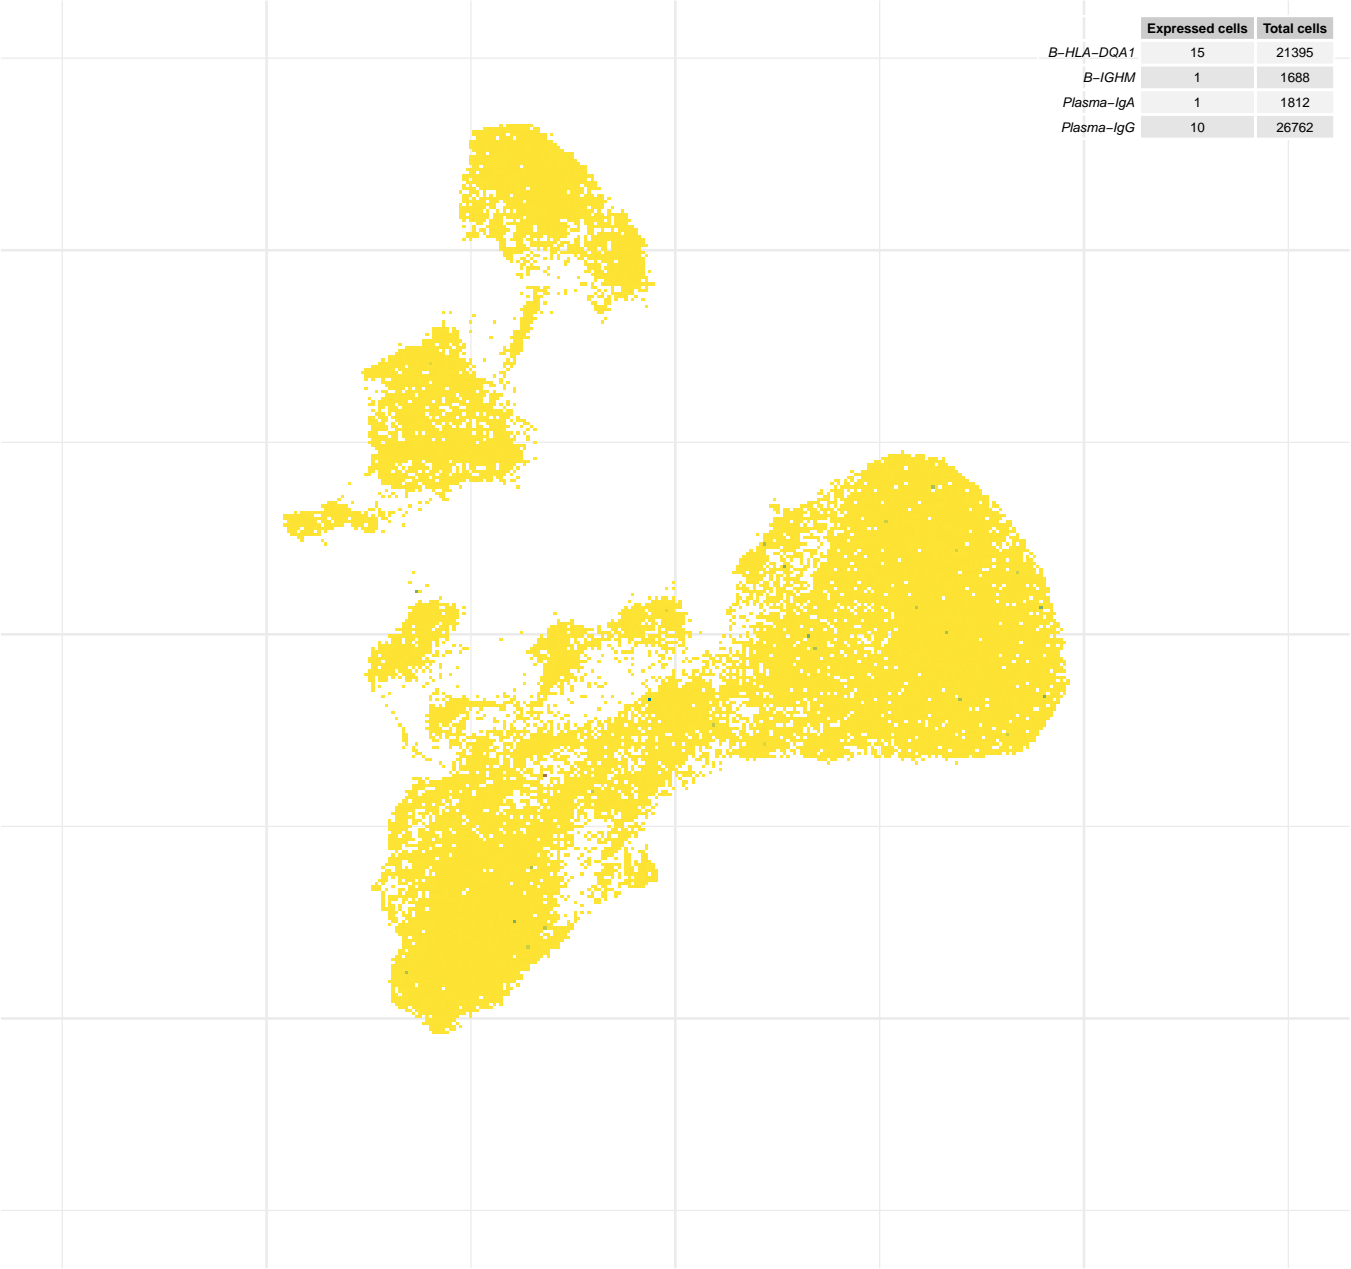 Expressed cells Total cells
B−HLA−DQA1 15 21395
B−IGHM 1 1688
Plasma−IgA 1 1812
Plasma−IgG 10 26762